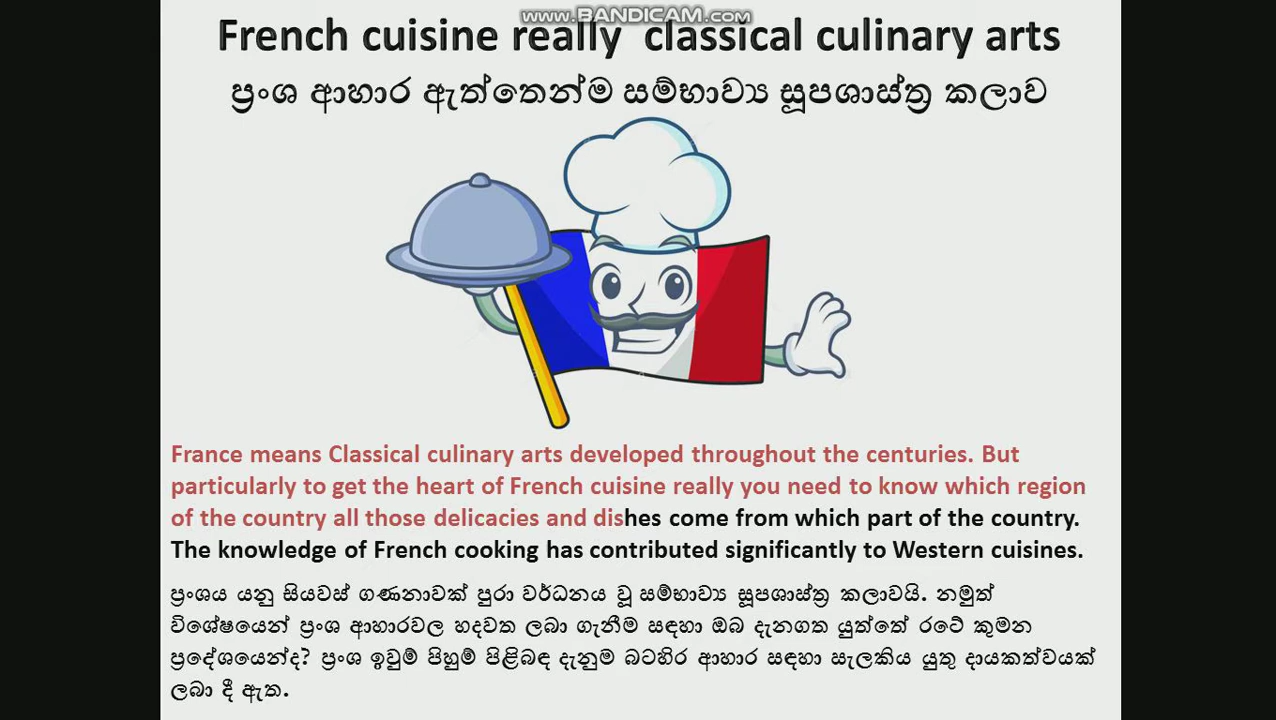 www.BANDICAM.com
French cuisine really classical culinary arts
ප්‍රංශ ආහාර ඇත්තෙන්ම සම්භාව්‍ය සූපශාස්ත්‍ර කලාව
France means Classical culinary arts developed throughout the centuries. But
particularly to get the heart of French cuisine really you need to know which region
of the country all those delicacies and dishes come from which part of the country.
The knowledge of French cooking has contributed significantly to Western cuisines.
ප්‍රංශය යනු සියවස් ගණනාවක් පුරා වර්ධනය වූ සම්භාව්‍ය සූපශාස්ත්‍ර කලාවයි. නමුත්
විශේෂයෙන් ප්‍රංශ ආහාරවල හදවත ලබා ගැනීම සඳහා ඔබ දැනගත යුත්තේ රටේ කුමන
ප්‍රදේශයෙන්ද? ප්‍රංශ ඉවුම් පිහුම් පිළිබඳ දැනුම බටහිර ආහාර සඳහා සැලකිය යුතු දායකත්වයක්
ලබා දී ඇත.